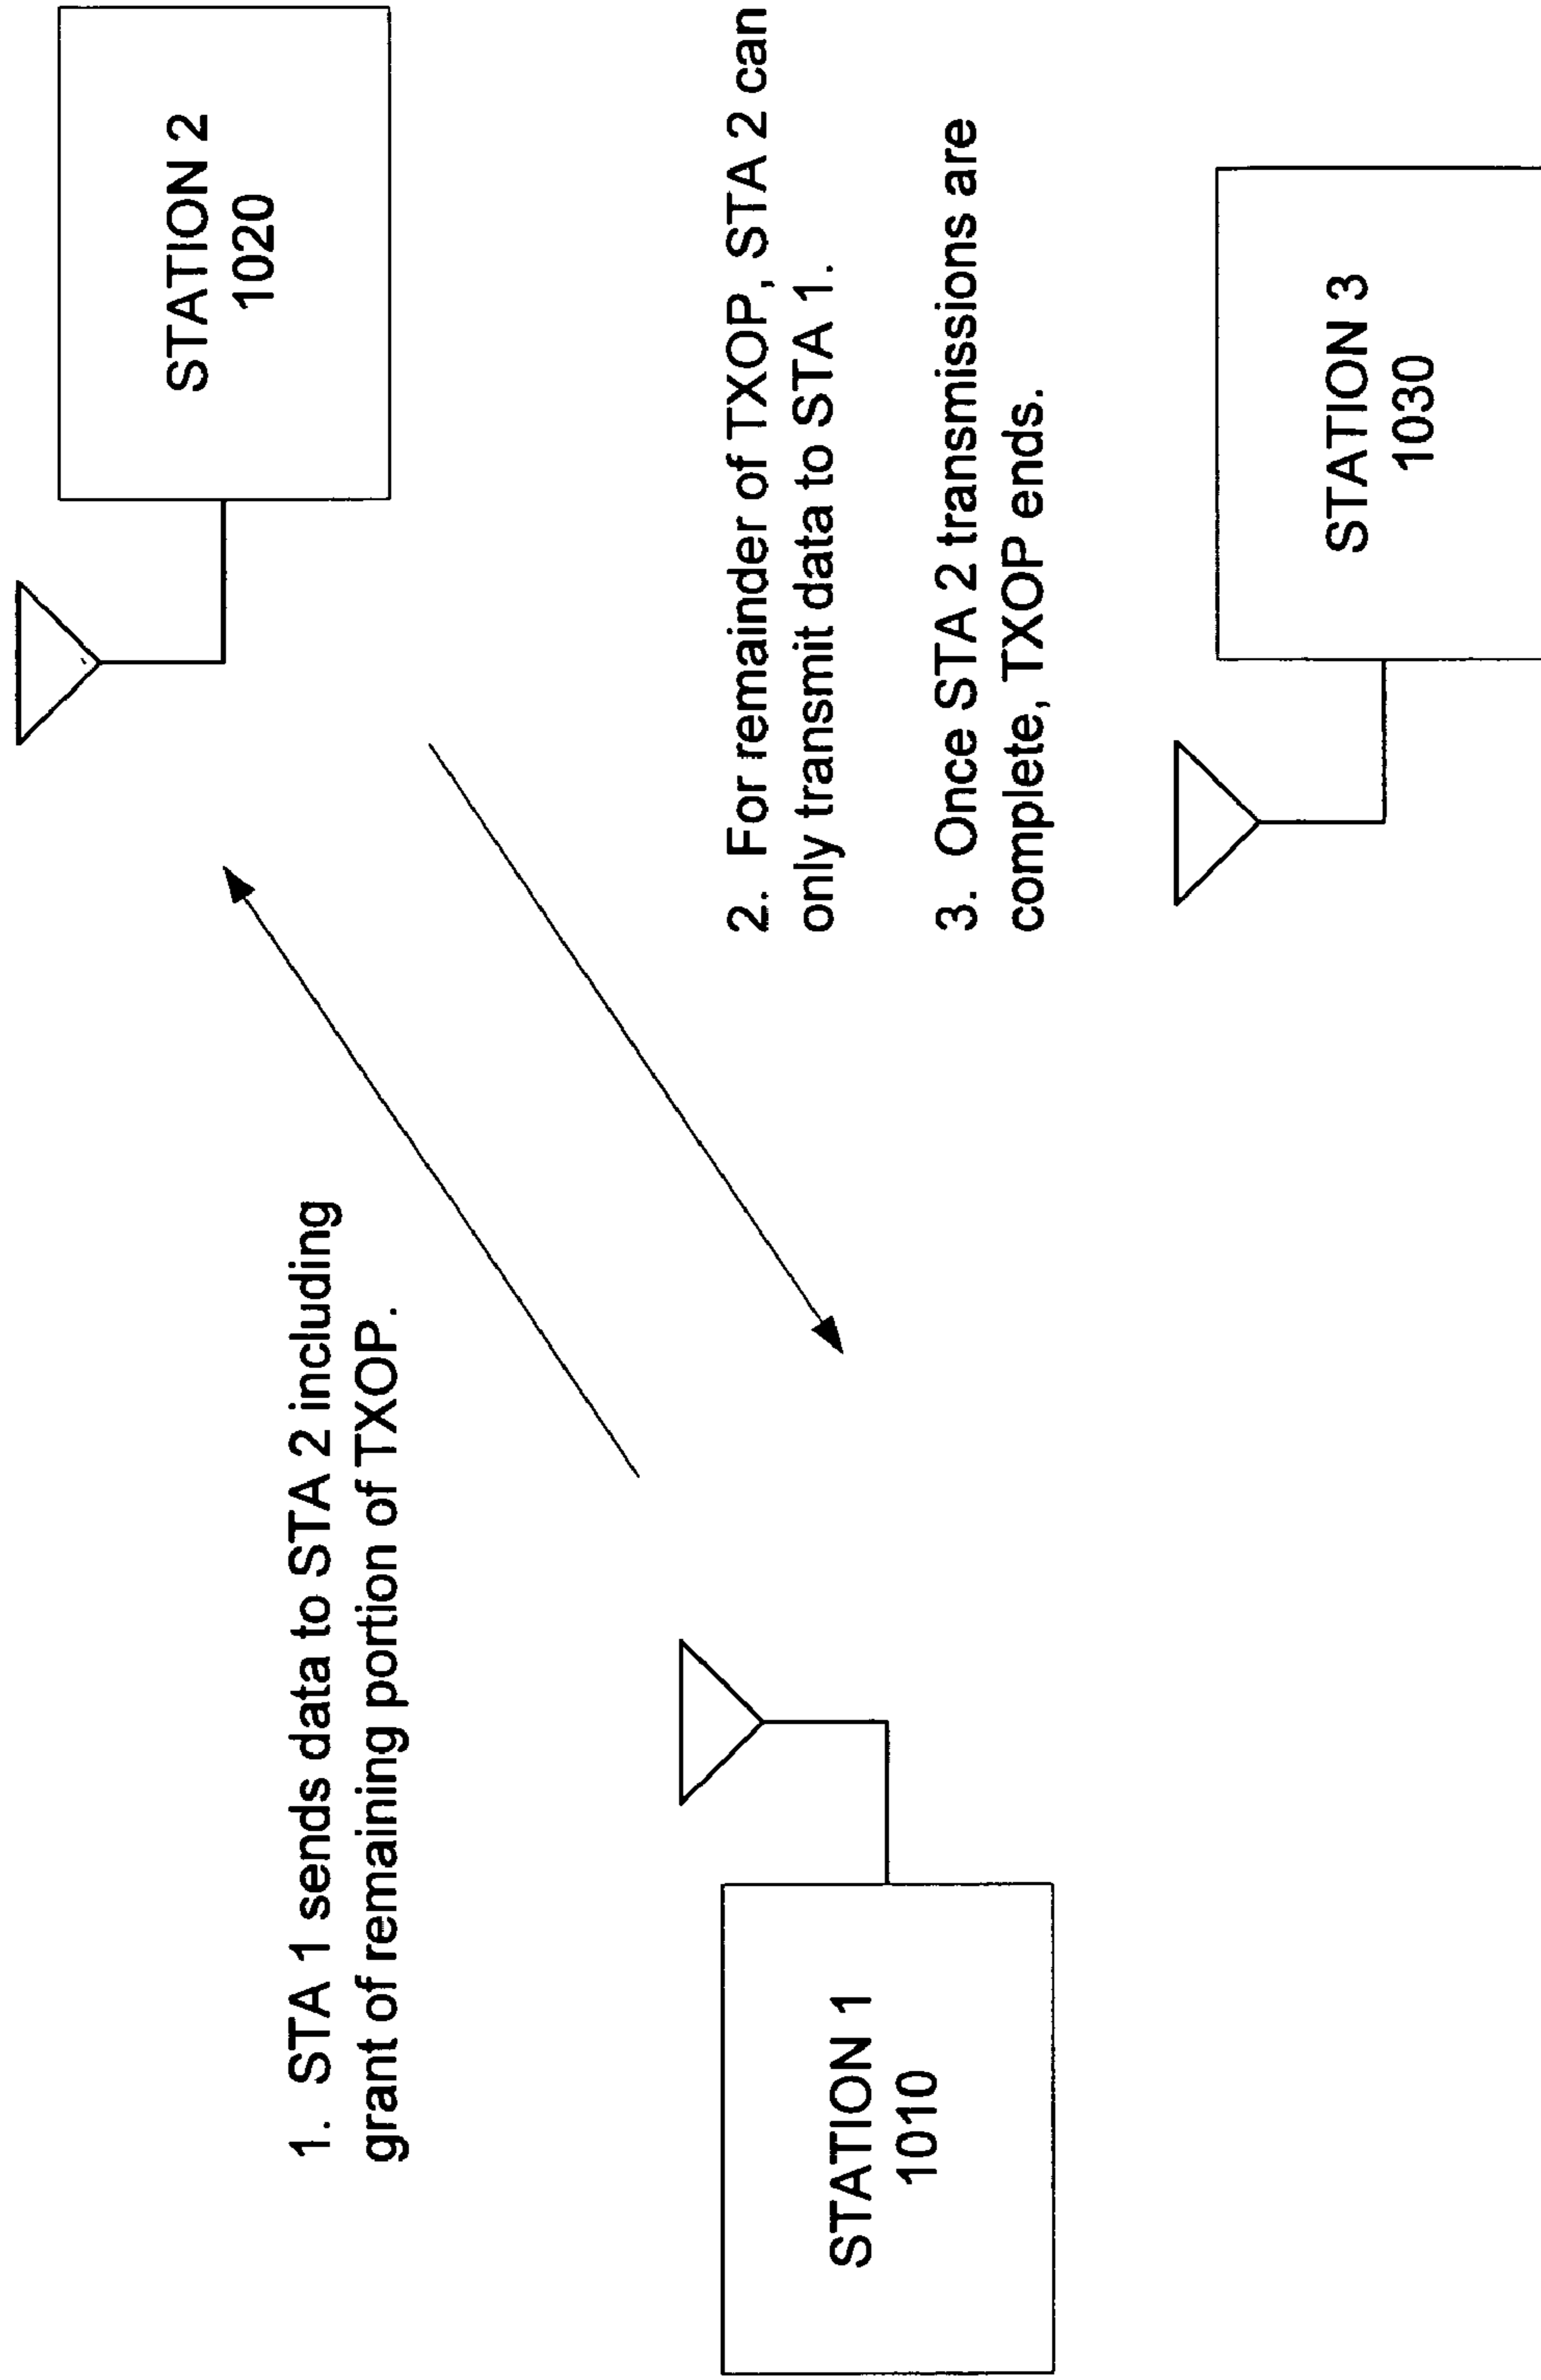 1. STA 1 sends data to STA 2 including
grant of remaining portion of TXOP.
STATION 2
1020
STATION 1
1010
2. For remainder of TXOP, STA 2 can
only transmit data to STA 1.
3. Once STA 2 transmissions are
complete, TXOP ends.
STATION 3
1030